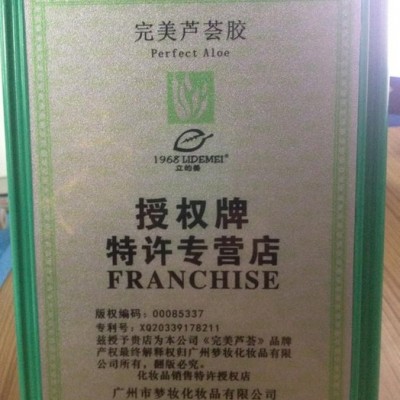 完美芦荟胶
Perfect Aloe
1968 LIDEMEI®
授权牌
特许专营店
FRANCHISE
版权编码：00085337
专利号：XQ20339178211
兹授予贵店为本公司《完美芦荟》品牌
产权最终解释权归广州梦妆化妆品有限
公司所有，翻版必究。
化妆品销售特许授权店
广州市梦妆化妆品有限公司